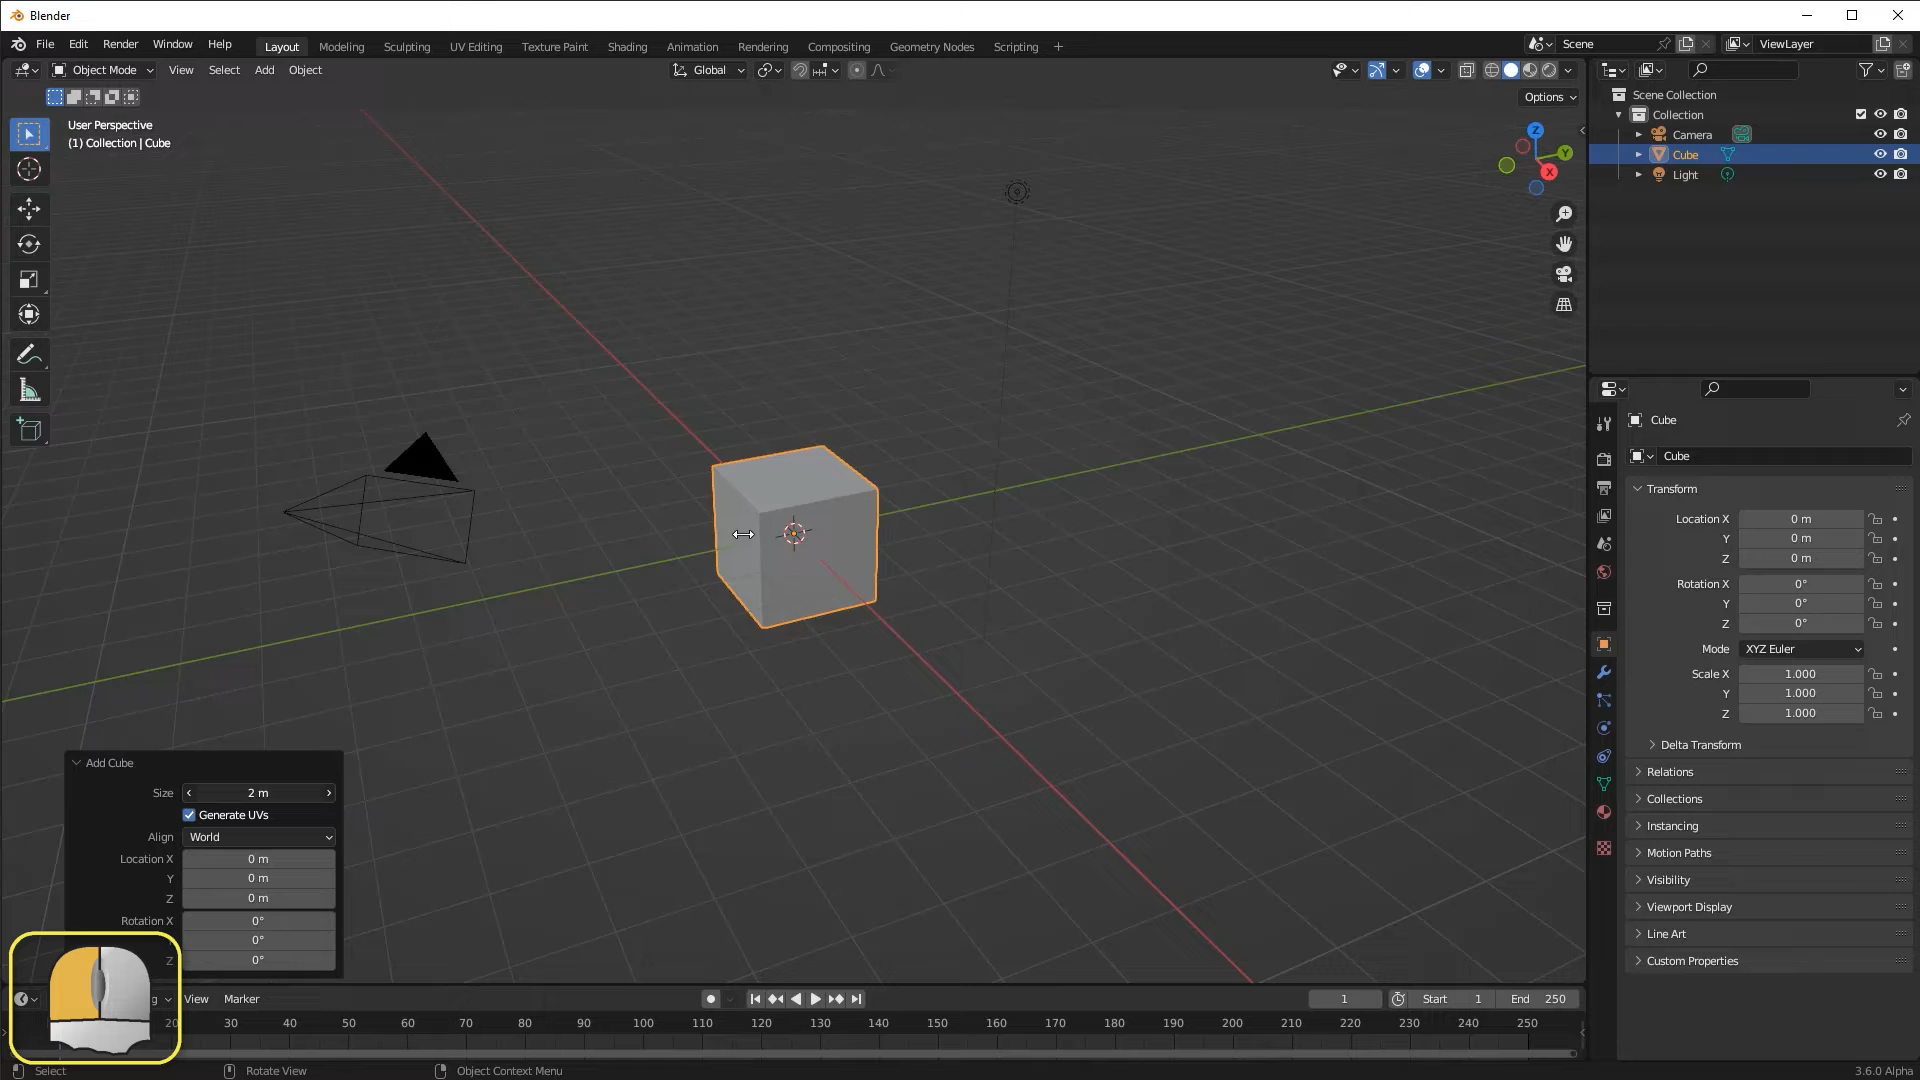 Blender
File Edit Render Window Help Layout Modeling Sculpting UV Editing Texture Paint Shading Animation Rendering Compositing Geometry Nodes Scripting + Scene ViewLayer
Object Mode View Select Add Object Global
Options
User Perspective
(1) Collection | Cube
Z
Y
X
Scene Collection
Collection
Camera
Cube
Light
Cube
Cube
Transform
Location X 0 m
Y 0 m
Z 0 m
Rotation X 0°
Y 0°
Z 0°
Mode XYZ Euler
Scale X 1.000
Y 1.000
Z 1.000
Delta Transform
Relations
Collections
Instancing
Motion Paths
Visibility
Viewport Display
Line Art
Custom Properties
Add Cube
Size 2 m
Generate UVs
Align World
Location X 0 m
Y 0 m
Z 0 m
Rotation X 0°
0°
Z 0°
View Marker 1 Start 1 End 250
20 30 40 50 60 70 80 90 100 110 120 130 140 150 160 170 180 190 200 210 220 230 240 250
Select Rotate View Object Context Menu 3.6.0 Alpha